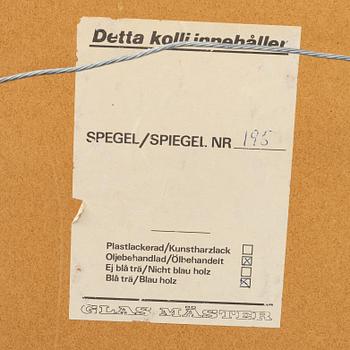 Detta kolli innehåller
SPEGEL/SPIEGEL NR 195
Plastlackerad/Kunstharzlack
Oljebehandlad/Ölbehandelt
Ej blå trä/Nicht blau holz
Blå trä/Blau holz
GLAS MÄSTER